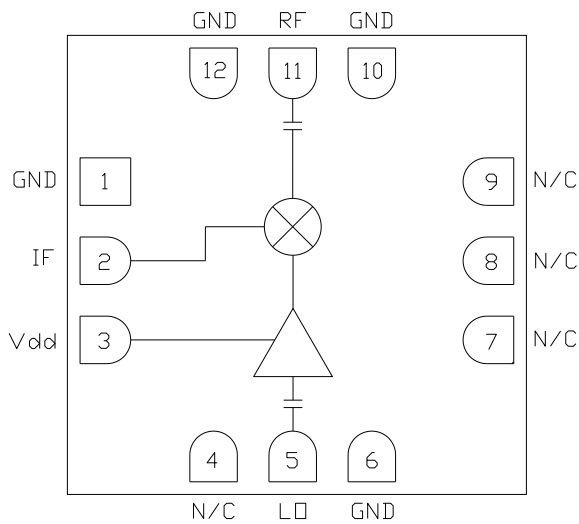 GND RF GND
12 11 10
GND 1 9 N/C
IF 2 8 N/C
Vdd 3 7 N/C
4 5 6
N/C LO GND